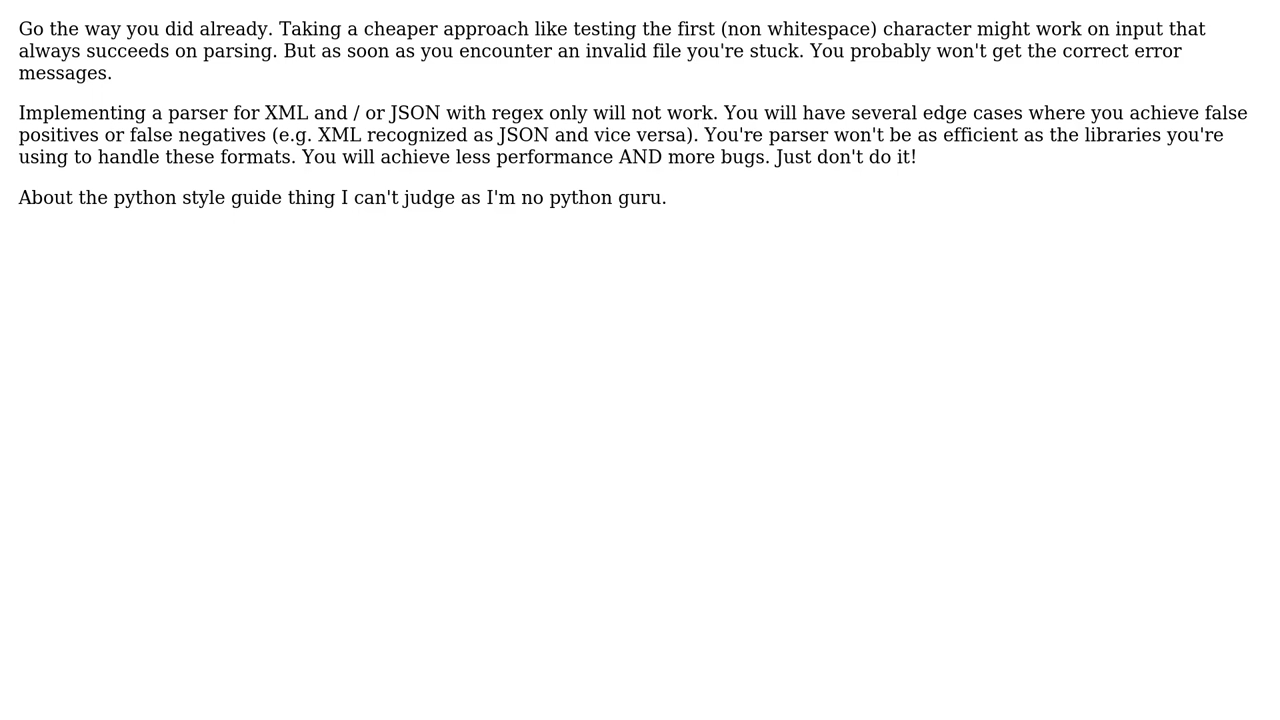 Go the way you did already. Taking a cheaper approach like testing the first (non whitespace) character might work on input that
always succeeds on parsing. But as soon as you encounter an invalid file you're stuck. You probably won't get the correct error
messages.
Implementing a parser for XML and / or JSON with regex only will not work. You will have several edge cases where you achieve false
positives or false negatives (e.g. XML recognized as JSON and vice versa). You're parser won't be as efficient as the libraries you're
using to handle these formats. You will achieve less performance AND more bugs. Just don't do it!
About the python style guide thing I can't judge as I'm no python guru.